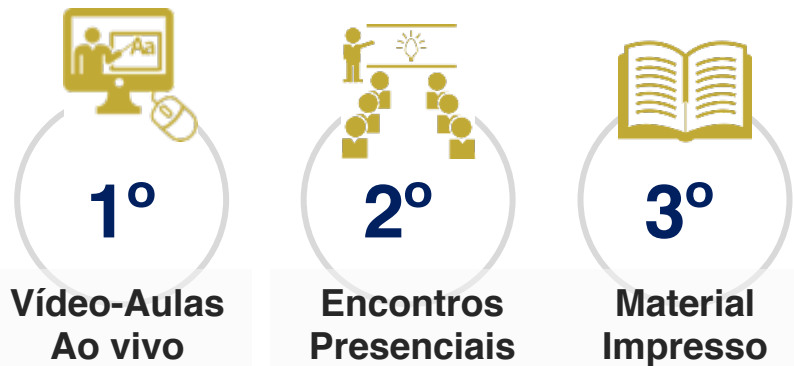 Aa
1º
2º
3º
Vídeo-Aulas
Ao vivo
Encontros
Presenciais
Material
Impresso